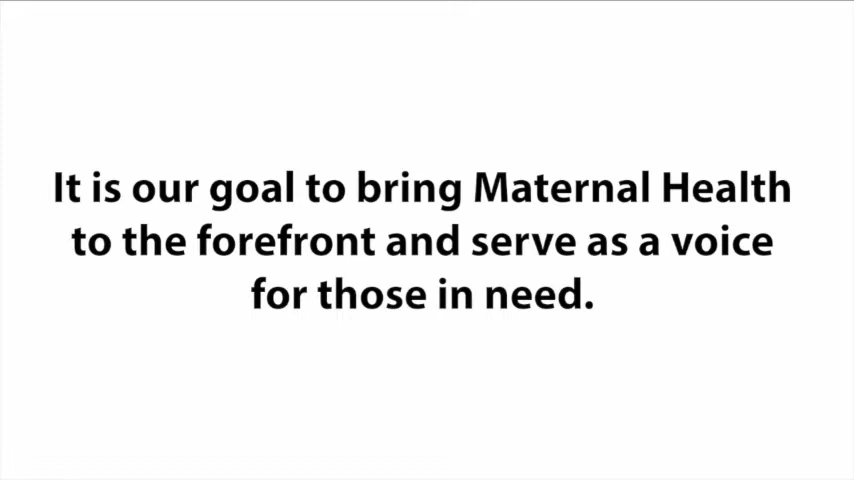 It is our goal to bring Maternal Health
to the forefront and serve as a voice
for those in need.